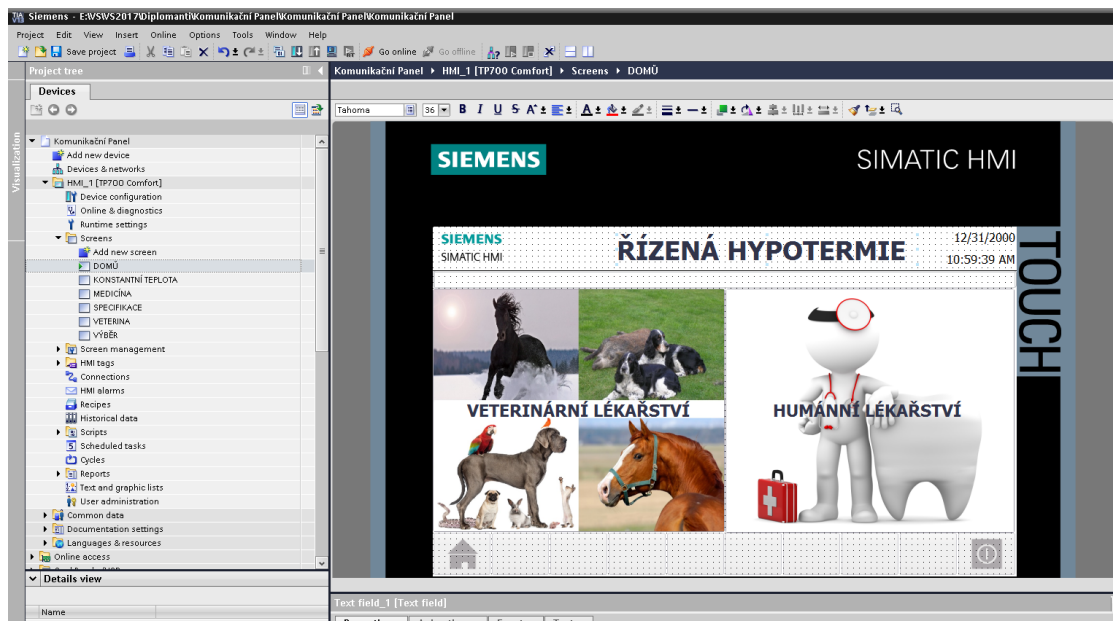 Siemens - E:\VSWS2017\Diplomanti\Komunikační Panel\Komunikační Panel\Komunikační Panel
Project Edit View Insert Online Options Tools Window Help
Save project
Go online
Go offline
Project tree
Komunikační Panel
HMI_1 [TP700 Comfort]
Screens
DOMŮ
Devices
Tahoma
36
B I U S
Visualization
Komunikační Panel
Add new device
Devices & networks
HMI_1 [TP700 Comfort]
Device configuration
Online & diagnostics
Runtime settings
Screens
Add new screen
DOMŮ
KONSTANTNÍ TEPLOTA
MEDICÍNA
SPECIFIKACE
VETERINA
VÝBĚR
Screen management
HMI tags
Connections
HMI alarms
Recipes
Historical data
Scripts
Scheduled tasks
Cycles
Reports
Text and graphic lists
User administration
Common data
Documentation settings
Languages & resources
Online access
Details view
Name
SIEMENS
SIMATIC HMI
SIEMENS
SIMATIC HMI
ŘÍZENÁ HYPOTERMIE
12/31/2000
10:59:39 AM
TOUCH
VETERINÁRNÍ LÉKAŘSTVÍ
HUMÁNNÍ LÉKAŘSTVÍ
Text field_1 [Text field]